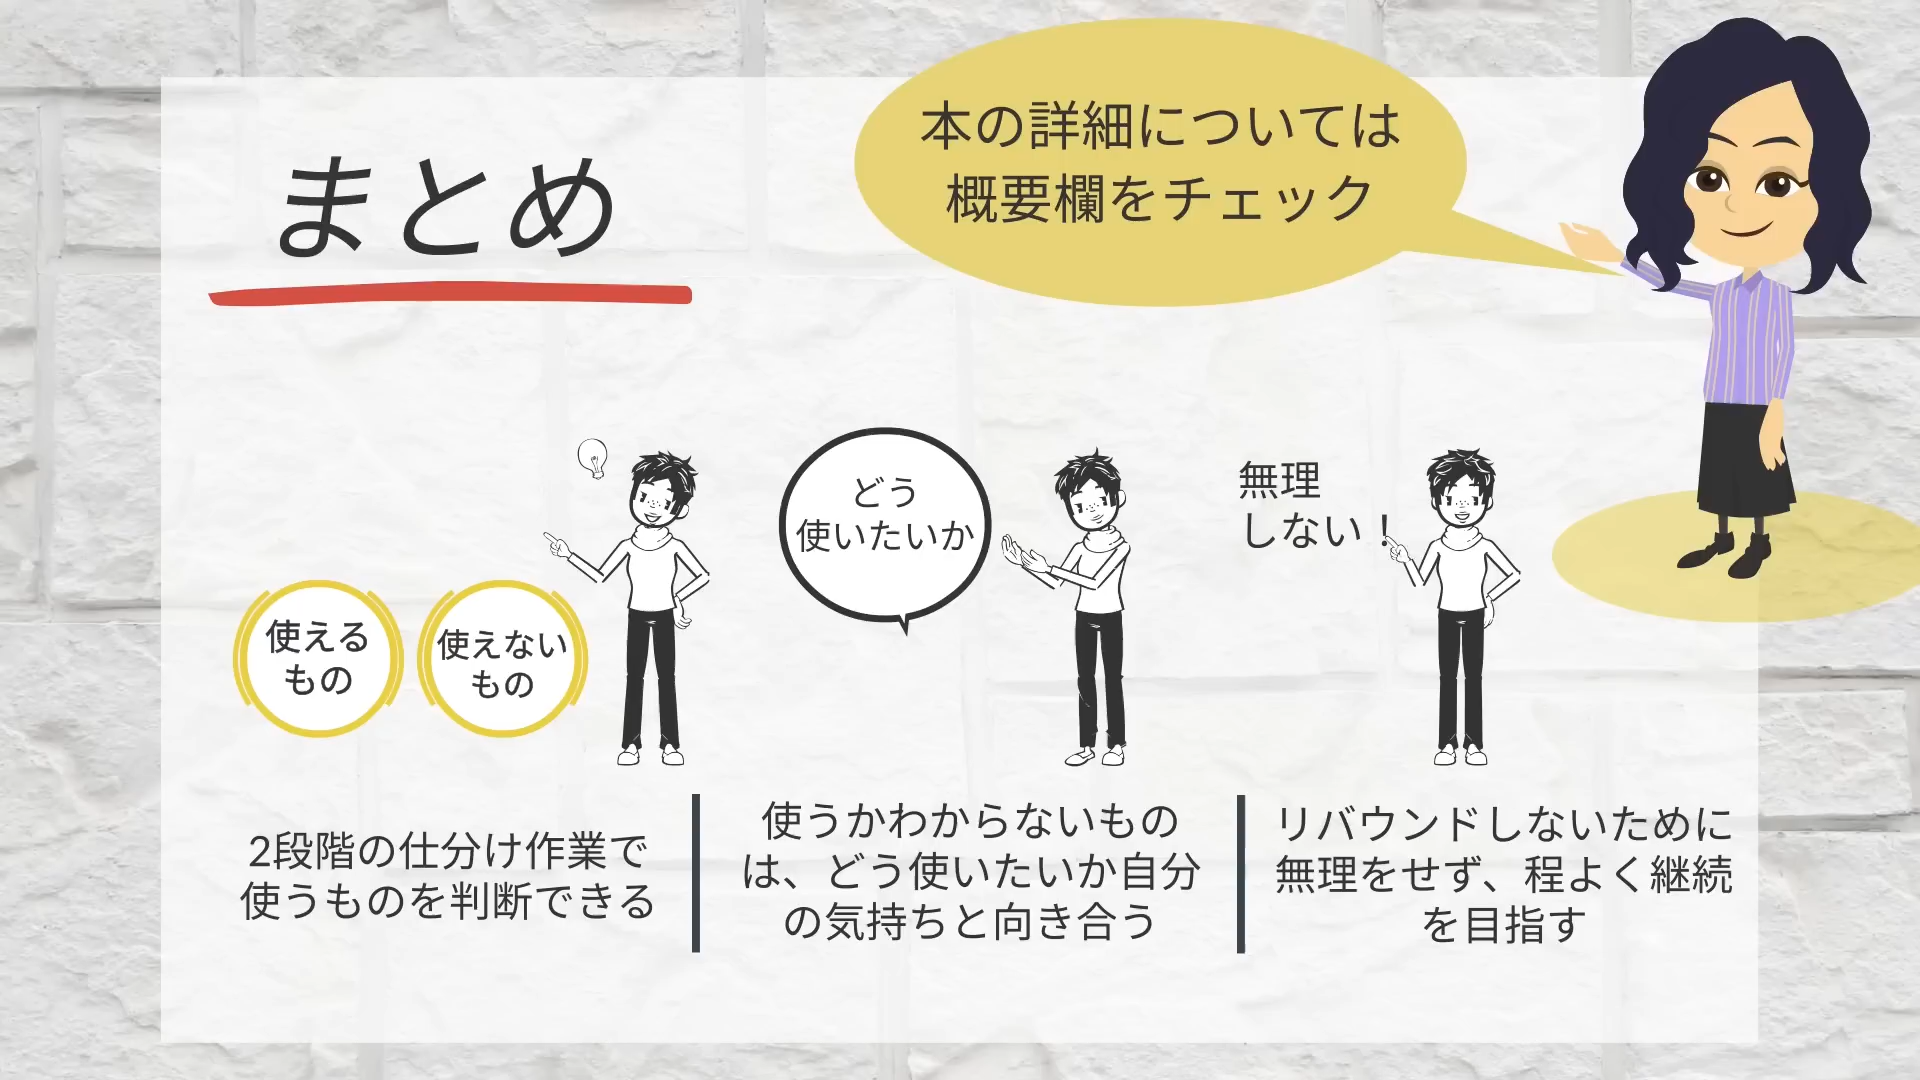 まとめ
本の詳細については
概要欄をチェック
使える
もの
使えない
もの
どう
使いたいか
無理
しない！
2段階の仕分け作業で
使うものを判断できる
使うかわからないもの
は、どう使いたいか自分
の気持ちと向き合う
リバウンドしないために
無理をせず、程よく継続
を目指す